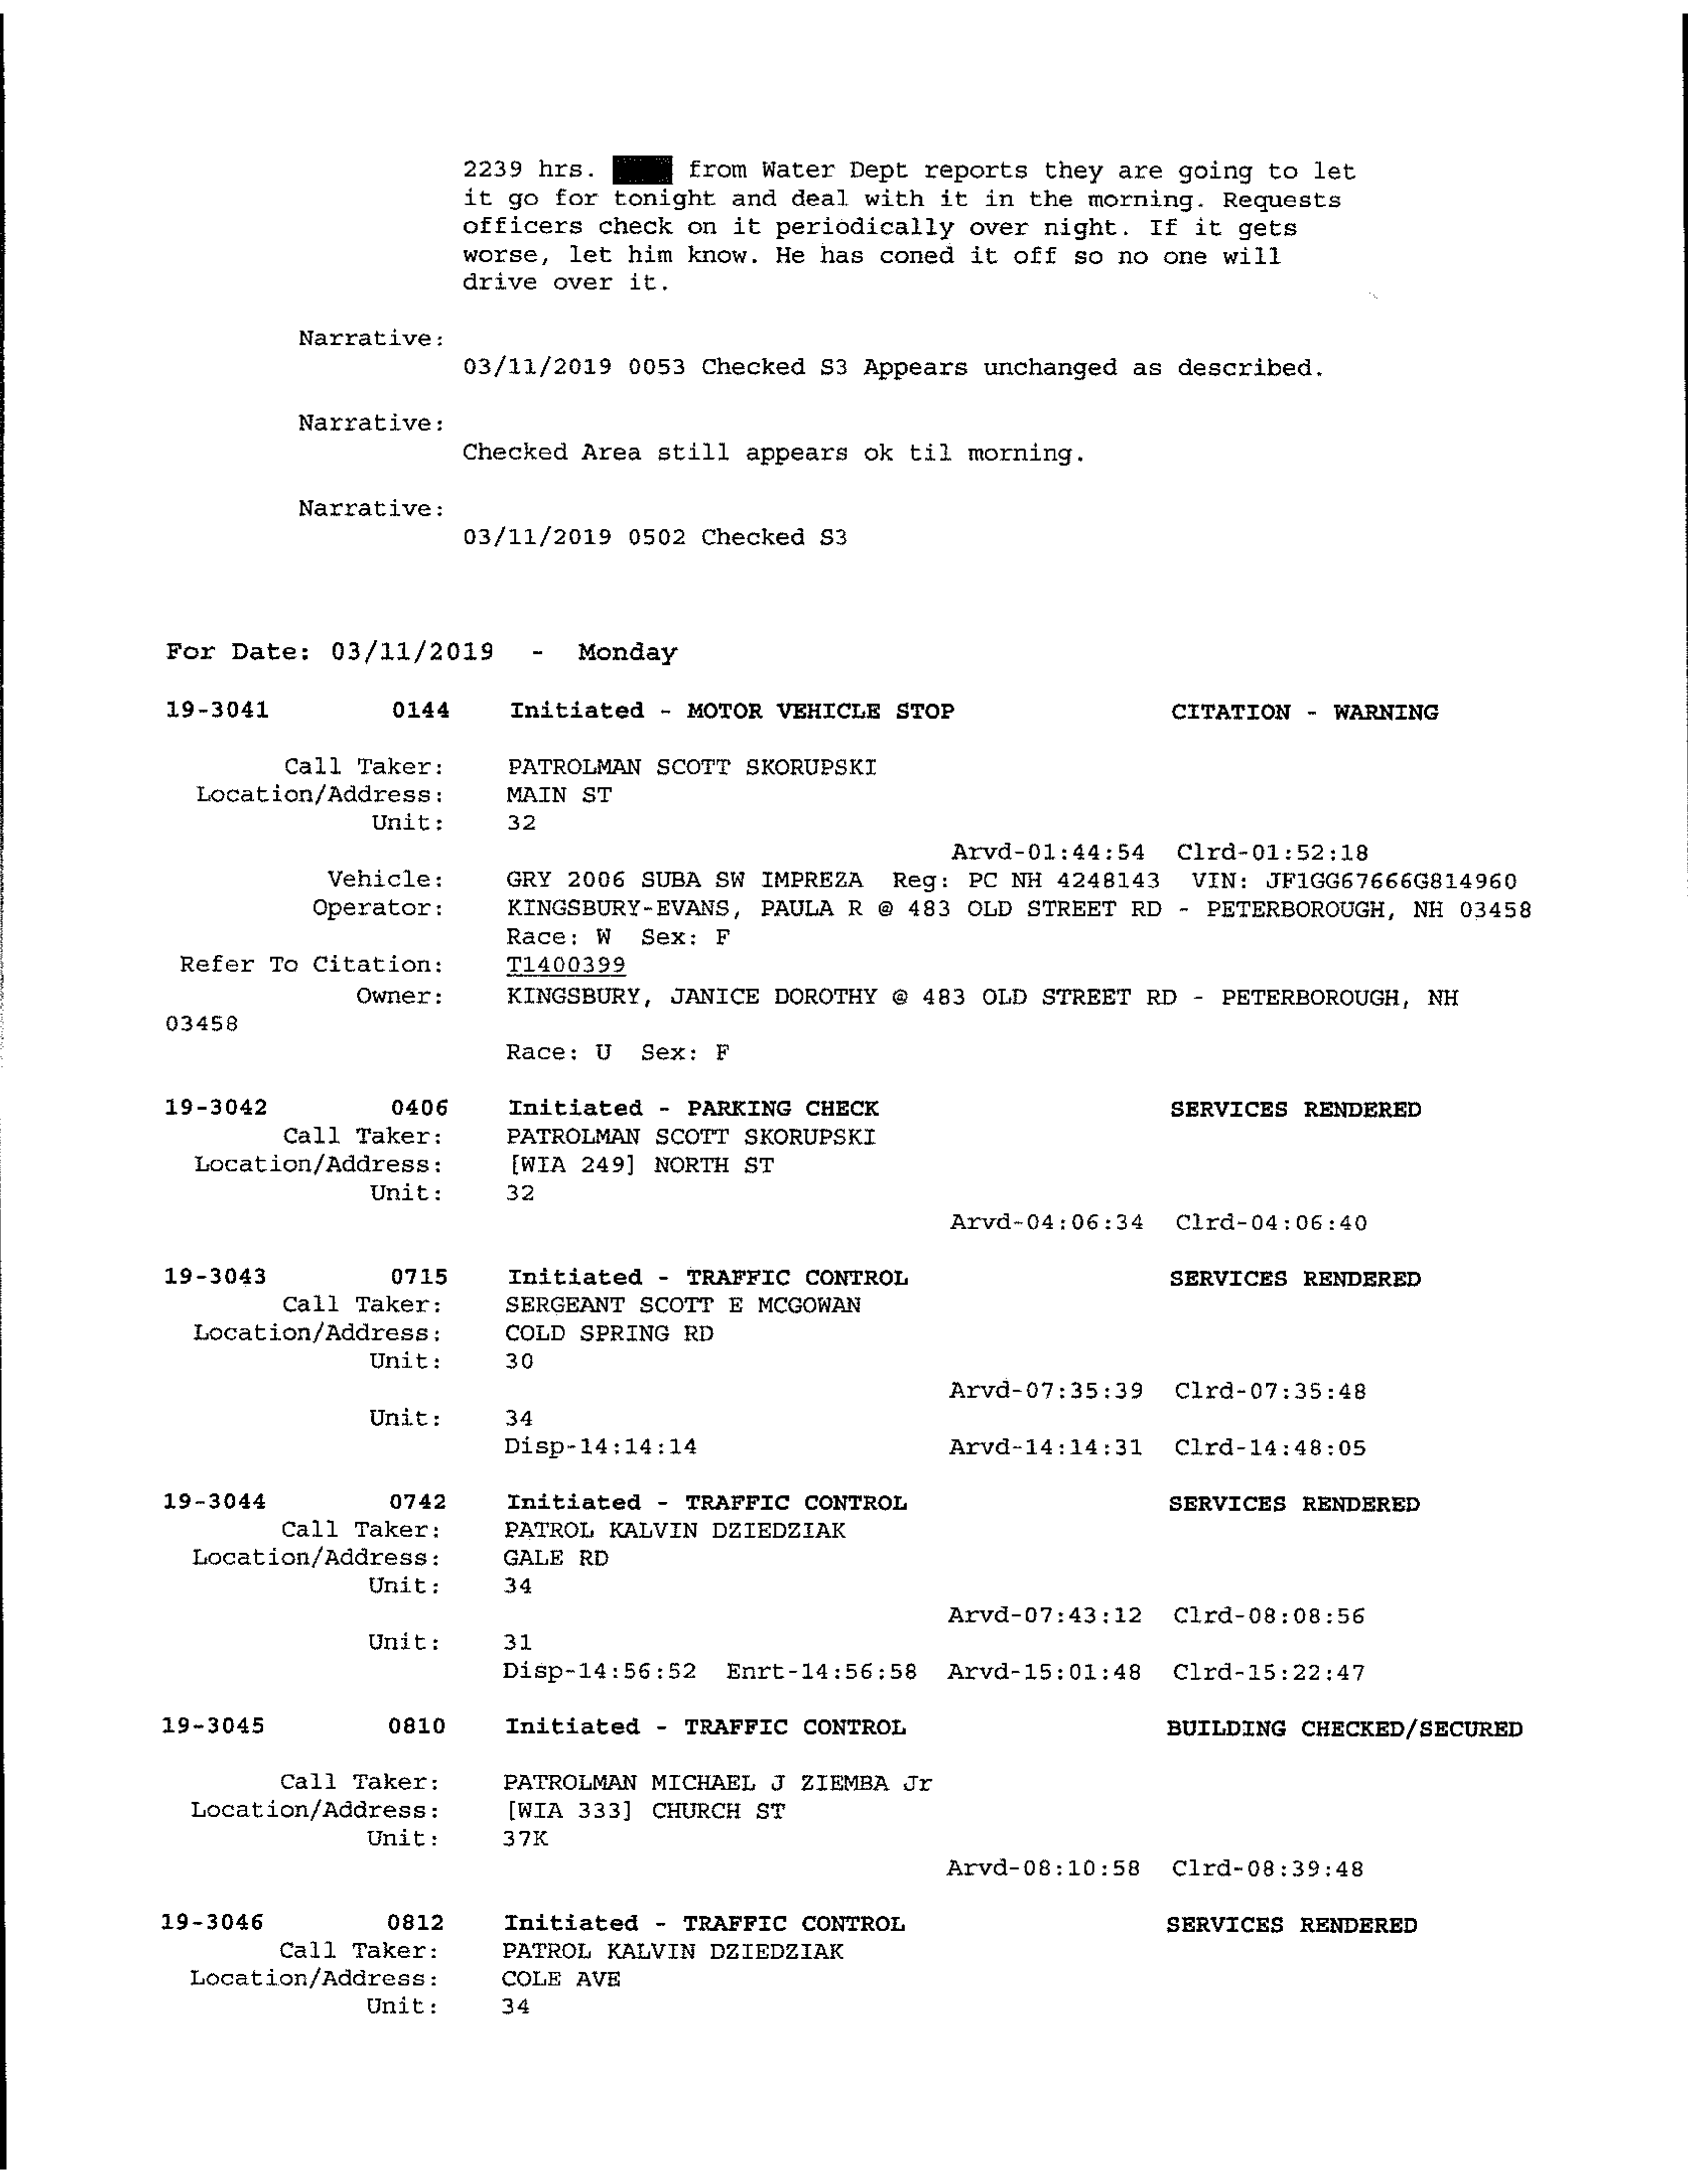 2239 hrs. from Water Dept reports they are going to let
it go for tonight and deal with it in the morning. Requests
officers check on it periodically over night. If it gets
worse, let him know. He has coned it off so no one will
drive over it.
Narrative:
03/11/2019 0053 Checked S3 Appears unchanged as described.
Narrative:
Checked Area still appears ok til morning.
Narrative:
03/11/2019 0502 Checked S3
For Date: 03/11/2019 - Monday
19-3041 0144 Initiated - MOTOR VEHICLE STOP CITATION - WARNING
Call Taker: PATROLMAN SCOTT SKORUPSKI
Location/Address: MAIN ST
Unit: 32
Arvd-01:44:54 Clrd-01:52:18
Vehicle: GRY 2006 SUBA SW IMPREZA Reg: PC NH 4248143 VIN: JF1GG67666G814960
Operator: KINGSBURY-EVANS, PAULA R @ 483 OLD STREET RD - PETERBOROUGH, NH 03458
Race: W Sex: F
Refer To Citation: T1400399
Owner: KINGSBURY, JANICE DOROTHY @ 483 OLD STREET RD - PETERBOROUGH, NH
03458
Race: U Sex: F
19-3042 0406 Initiated - PARKING CHECK SERVICES RENDERED
Call Taker: PATROLMAN SCOTT SKORUPSKI
Location/Address: [WIA 249] NORTH ST
Unit: 32
Arvd-04:06:34 Clrd-04:06:40
19-3043 0715 Initiated - TRAFFIC CONTROL SERVICES RENDERED
Call Taker: SERGEANT SCOTT E MCGOWAN
Location/Address: COLD SPRING RD
Unit: 30
Arvd-07:35:39 Clrd-07:35:48
Unit: 34
Disp-14:14:14 Arvd-14:14:31 Clrd-14:48:05
19-3044 0742 Initiated - TRAFFIC CONTROL SERVICES RENDERED
Call Taker: PATROL KALVIN DZIEDZIAK
Location/Address: GALE RD
Unit: 34
Arvd-07:43:12 Clrd-08:08:56
Unit: 31
Disp-14:56:52 Enrt-14:56:58 Arvd-15:01:48 Clrd-15:22:47
19-3045 0810 Initiated - TRAFFIC CONTROL BUILDING CHECKED/SECURED
Call Taker: PATROLMAN MICHAEL J ZIEMBA Jr
Location/Address: [WIA 333] CHURCH ST
Unit: 37K
Arvd-08:10:58 Clrd-08:39:48
19-3046 0812 Initiated - TRAFFIC CONTROL SERVICES RENDERED
Call Taker: PATROL KALVIN DZIEDZIAK
Location/Address: COLE AVE
Unit: 34